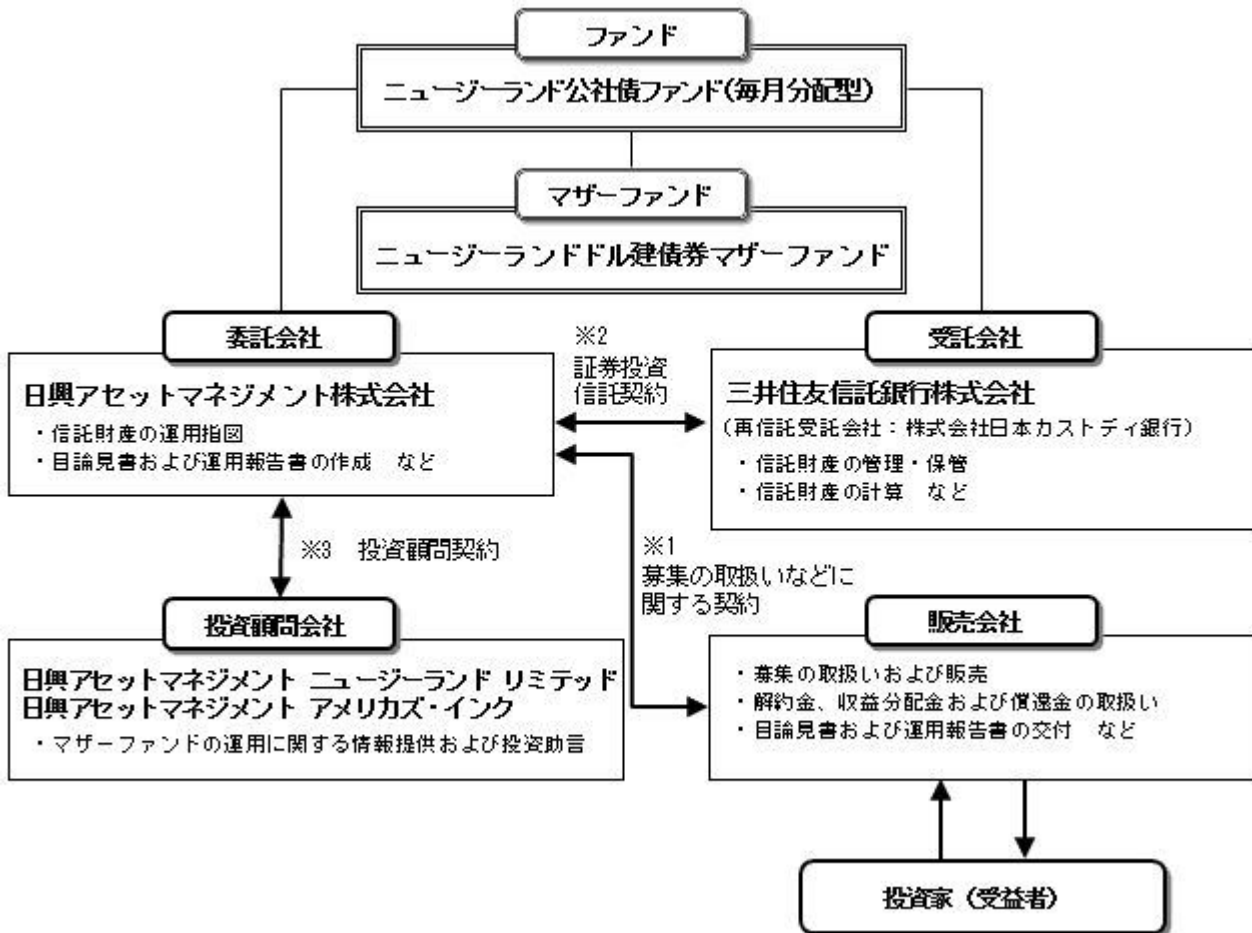 ファンド
ニュージーランド公社債ファンド(毎月分配型)
マザーファンド
ニュージーランドドル建債券マザーファンド
委託会社
日興アセットマネジメント株式会社
・信託財産の運用指図
・目論見書および運用報告書の作成　など
※2
証券投資
信託契約
受託会社
三井住友信託銀行株式会社
(再信託受託会社：株式会社日本カストディ銀行)
・信託財産の管理・保管
・信託財産の計算　など
※3　投資顧問契約
※1
募集の取扱いなどに
関する契約
投資顧問会社
日興アセットマネジメント ニュージーランド リミテッド
日興アセットマネジメント アメリカズ・インク
・マザーファンドの運用に関する情報提供および投資助言
販売会社
・募集の取扱いおよび販売
・解約金、収益分配金および償還金の取扱い
・目論見書および運用報告書の交付　など
投資家（受益者）